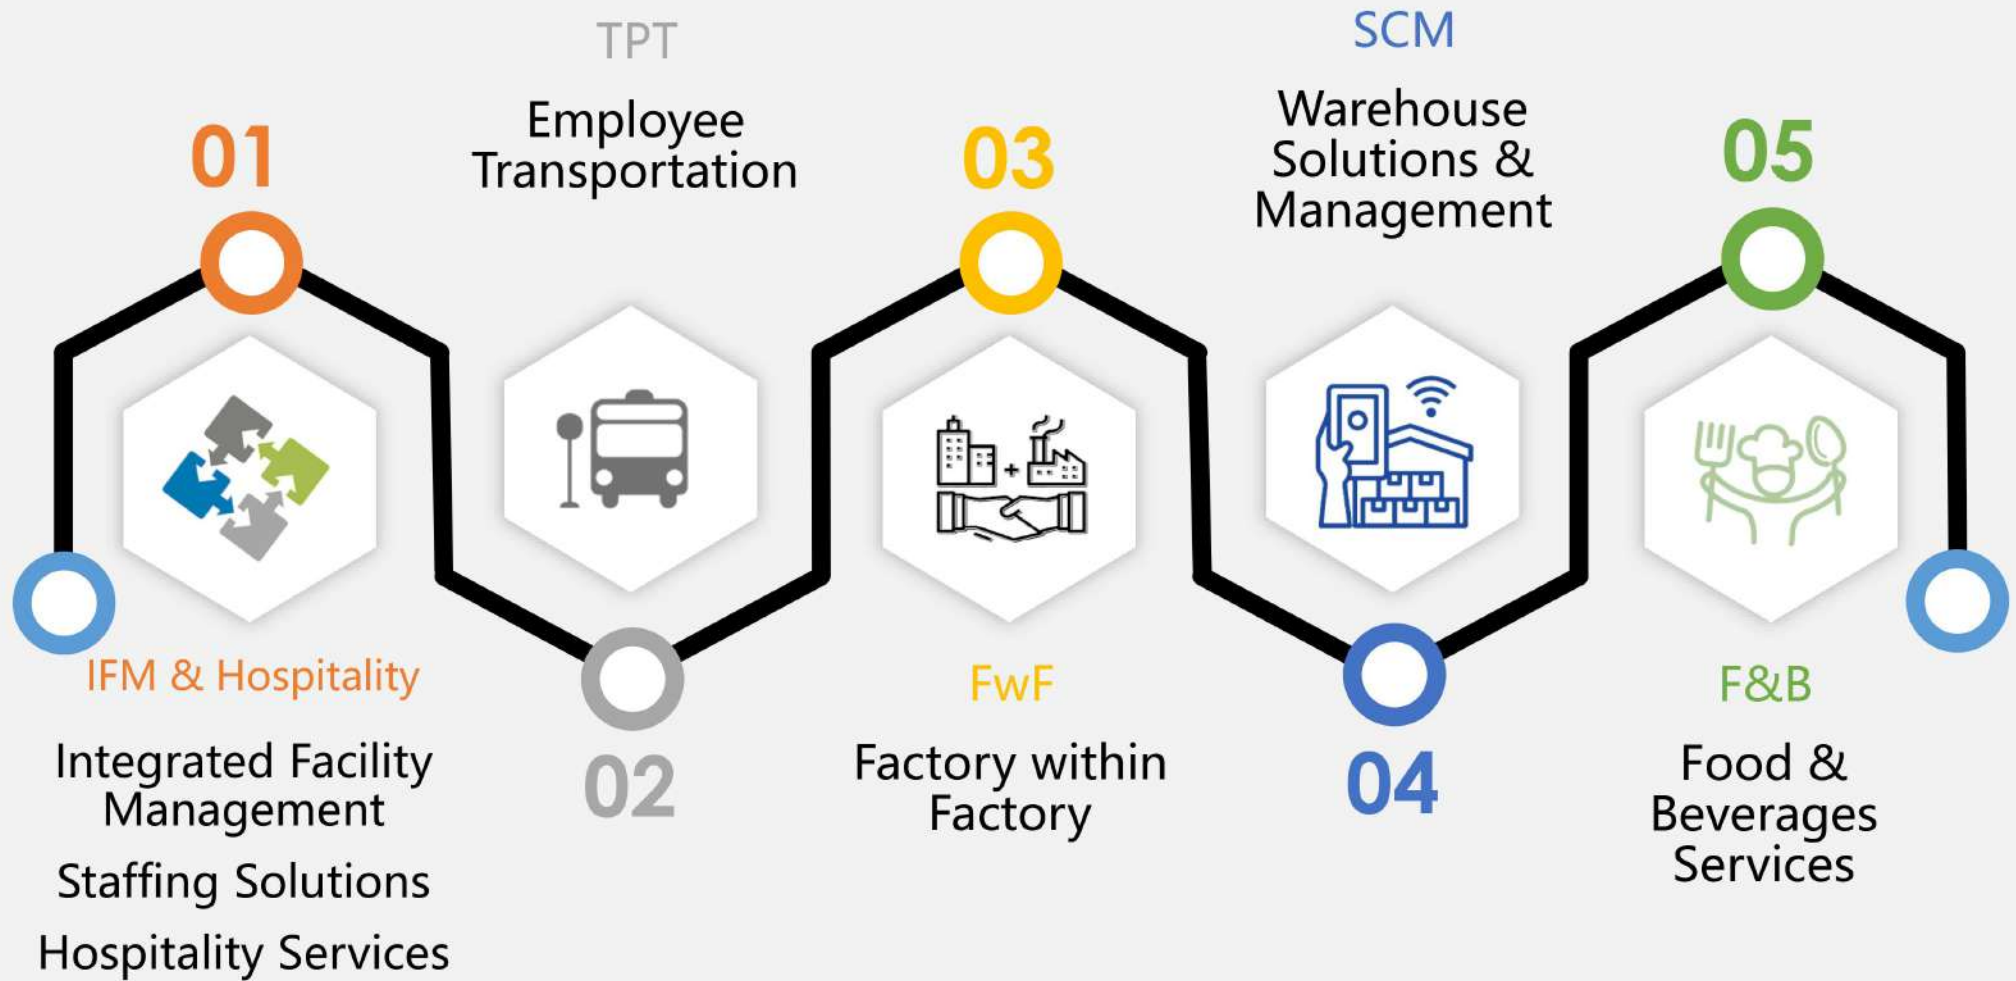 01
IFM & Hospitality
Integrated Facility
Management
Staffing Solutions
Hospitality Services
TPT
Employee
Transportation
02
03
FwF
Factory within
Factory
SCM
Warehouse
Solutions &
Management
04
05
F&B
Food &
Beverages
Services